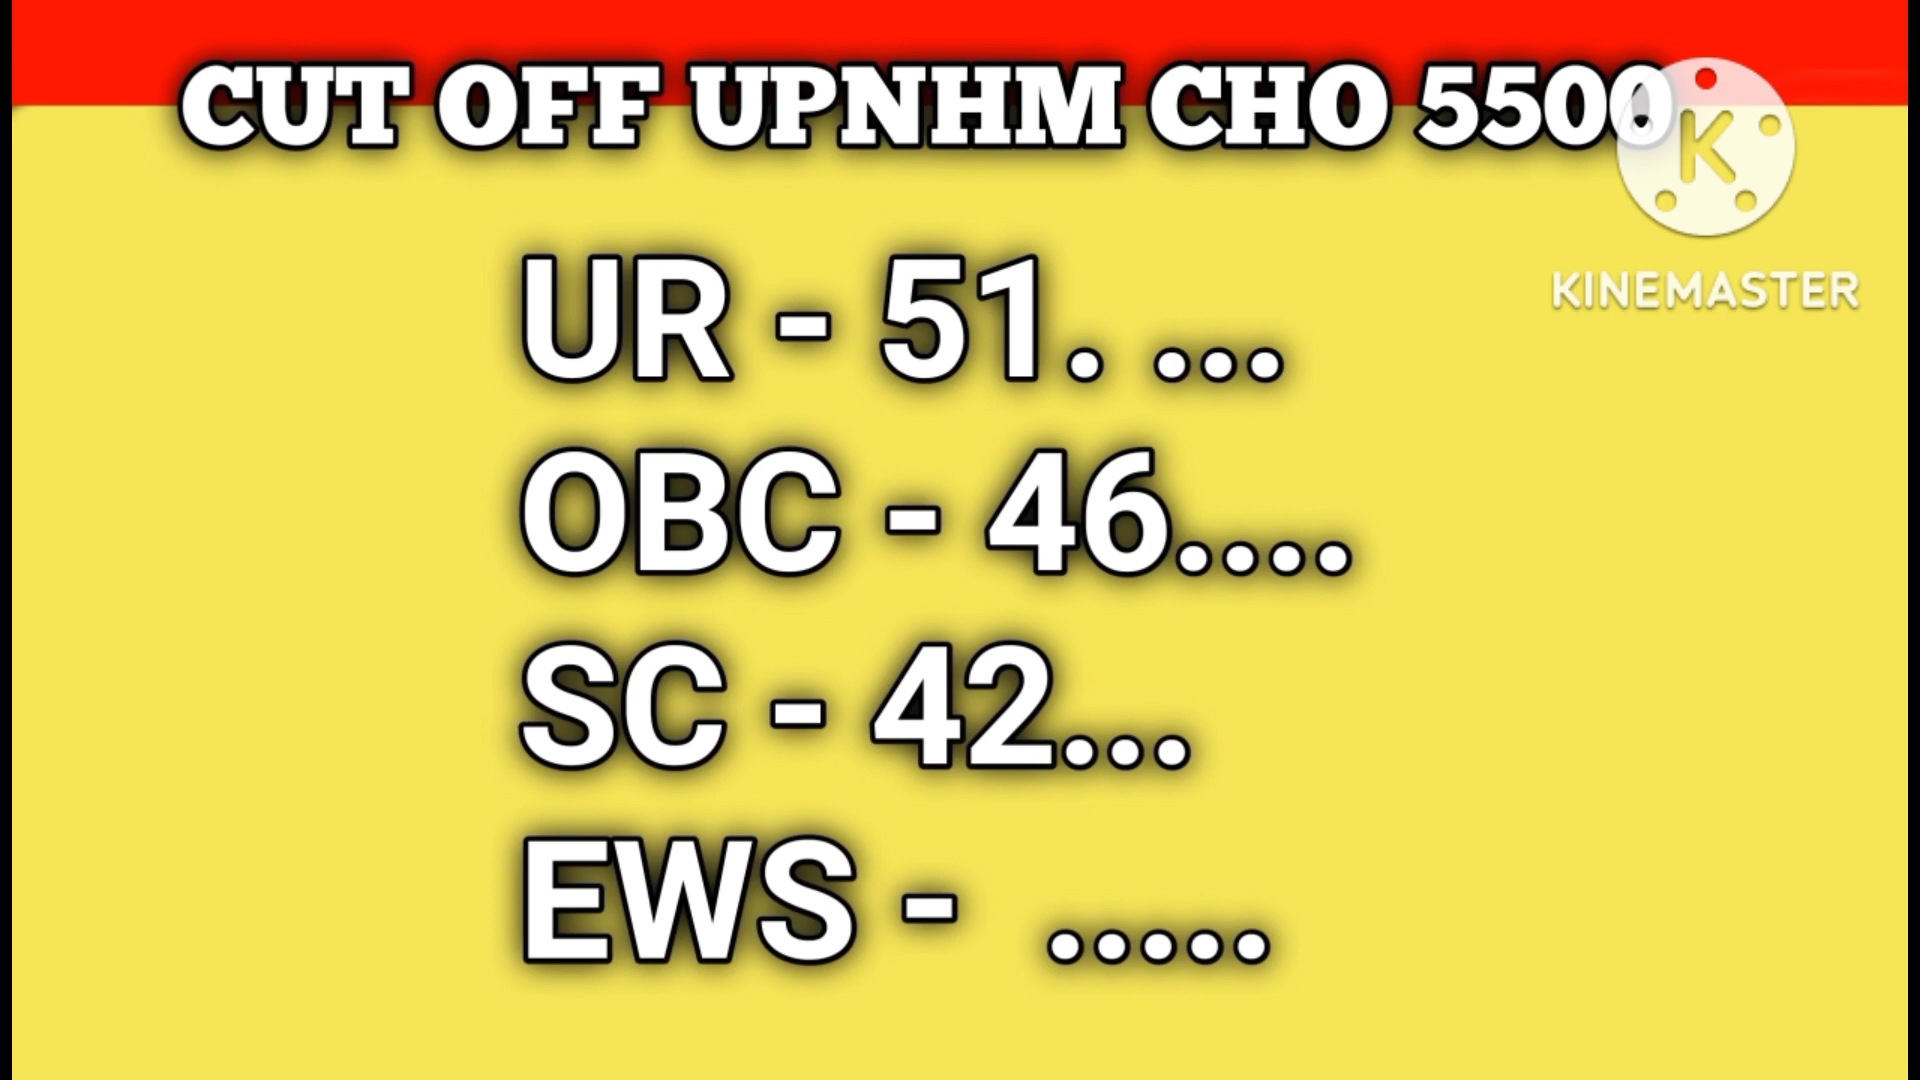 CUT OFF UPNHM CHO 5500
K
KINEMASTER
UR - 51. ...
OBC - 46....
SC - 42...
EWS - .....